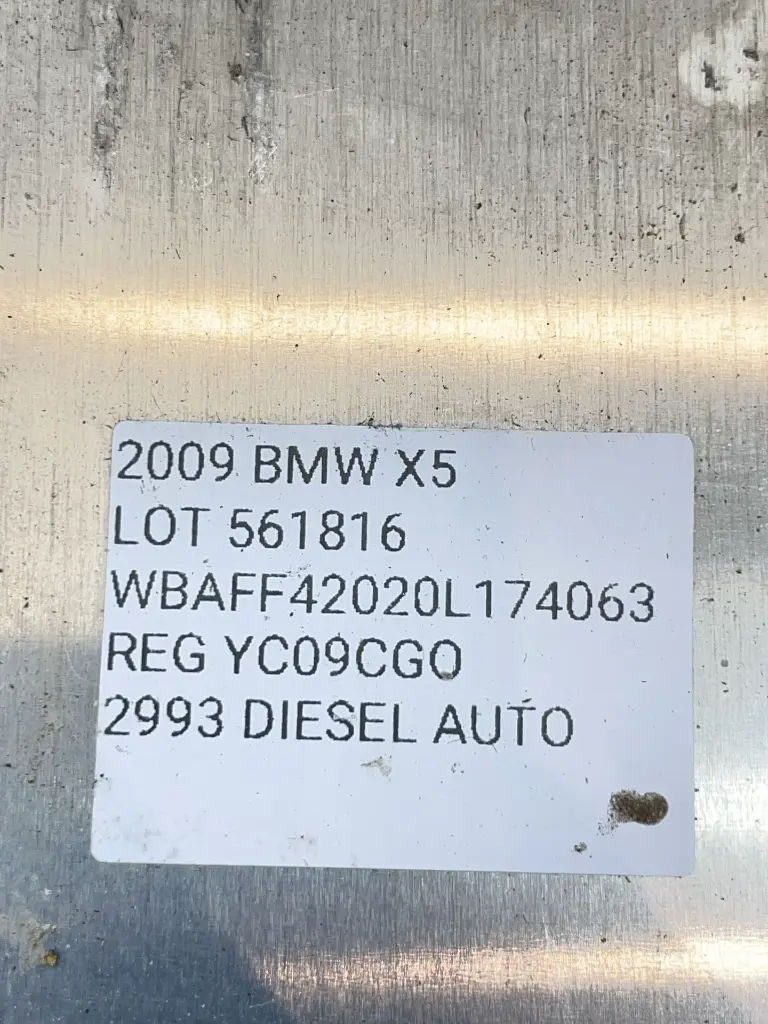 2009 BMW X5
LOT 561816
WBAFF42020L174063
REG YC09CGO
2993 DIESEL AUTO